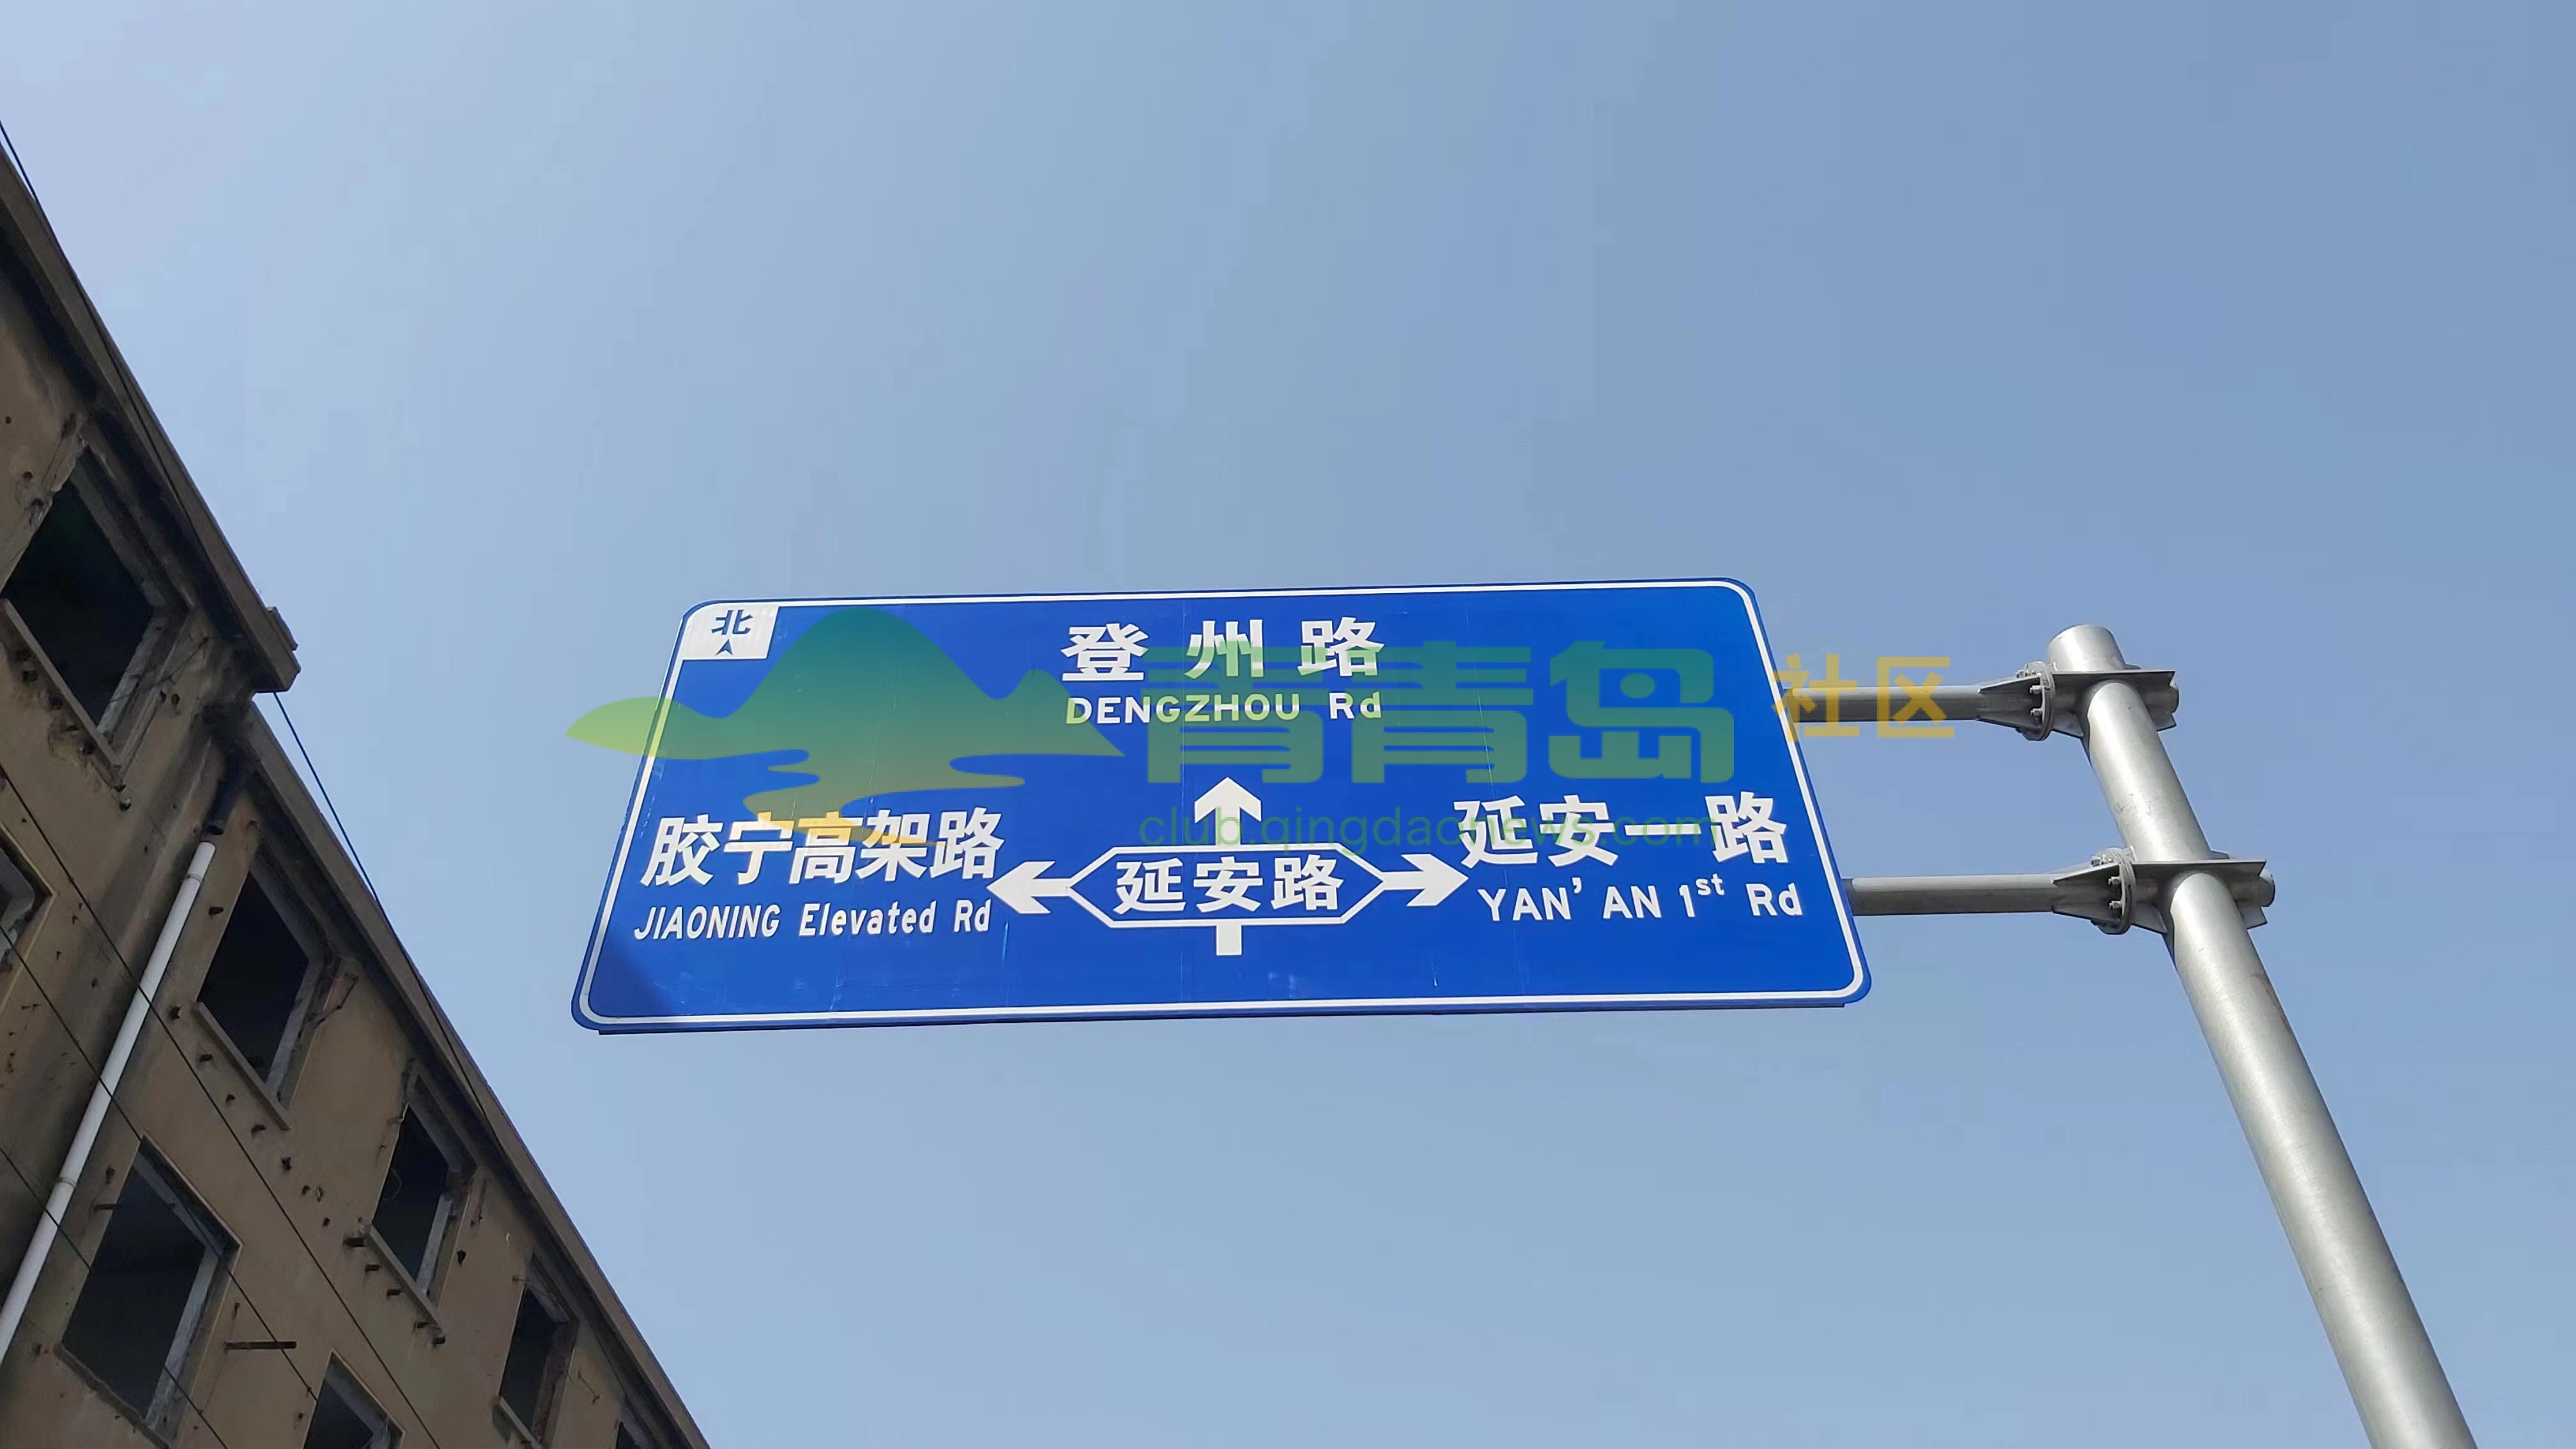 北
登州路
DENGZHOU Rd
青青岛 社区
club.qingdaonews.com
胶宁高架路
JIAONING Elevated Rd
延安路
延安一路
YAN'AN 1st Rd